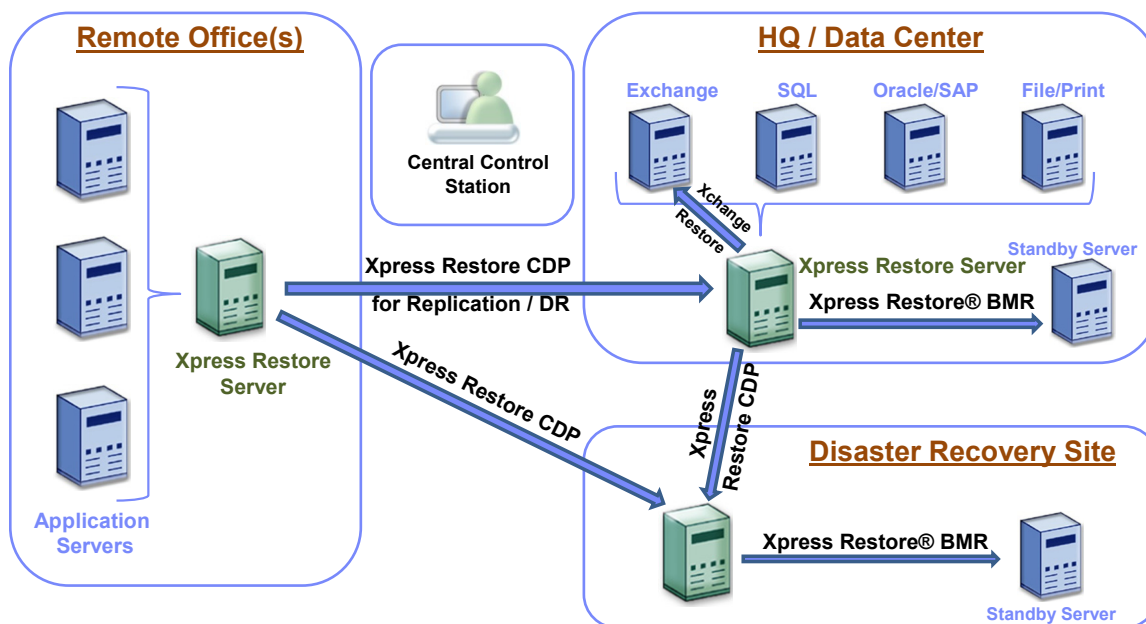 Remote Office(s)
Application
Servers
Xpress Restore
Server
Central Control
Station
Xpress Restore CDP
for Replication / DR
Xpress Restore CDP
HQ / Data Center
Exchange
SQL
Oracle/SAP
File/Print
Xchange
Restore
Xpress Restore Server
Standby Server
Xpress Restore® BMR
Xpress
Restore CDP
Disaster Recovery Site
Xpress Restore® BMR
Standby Server